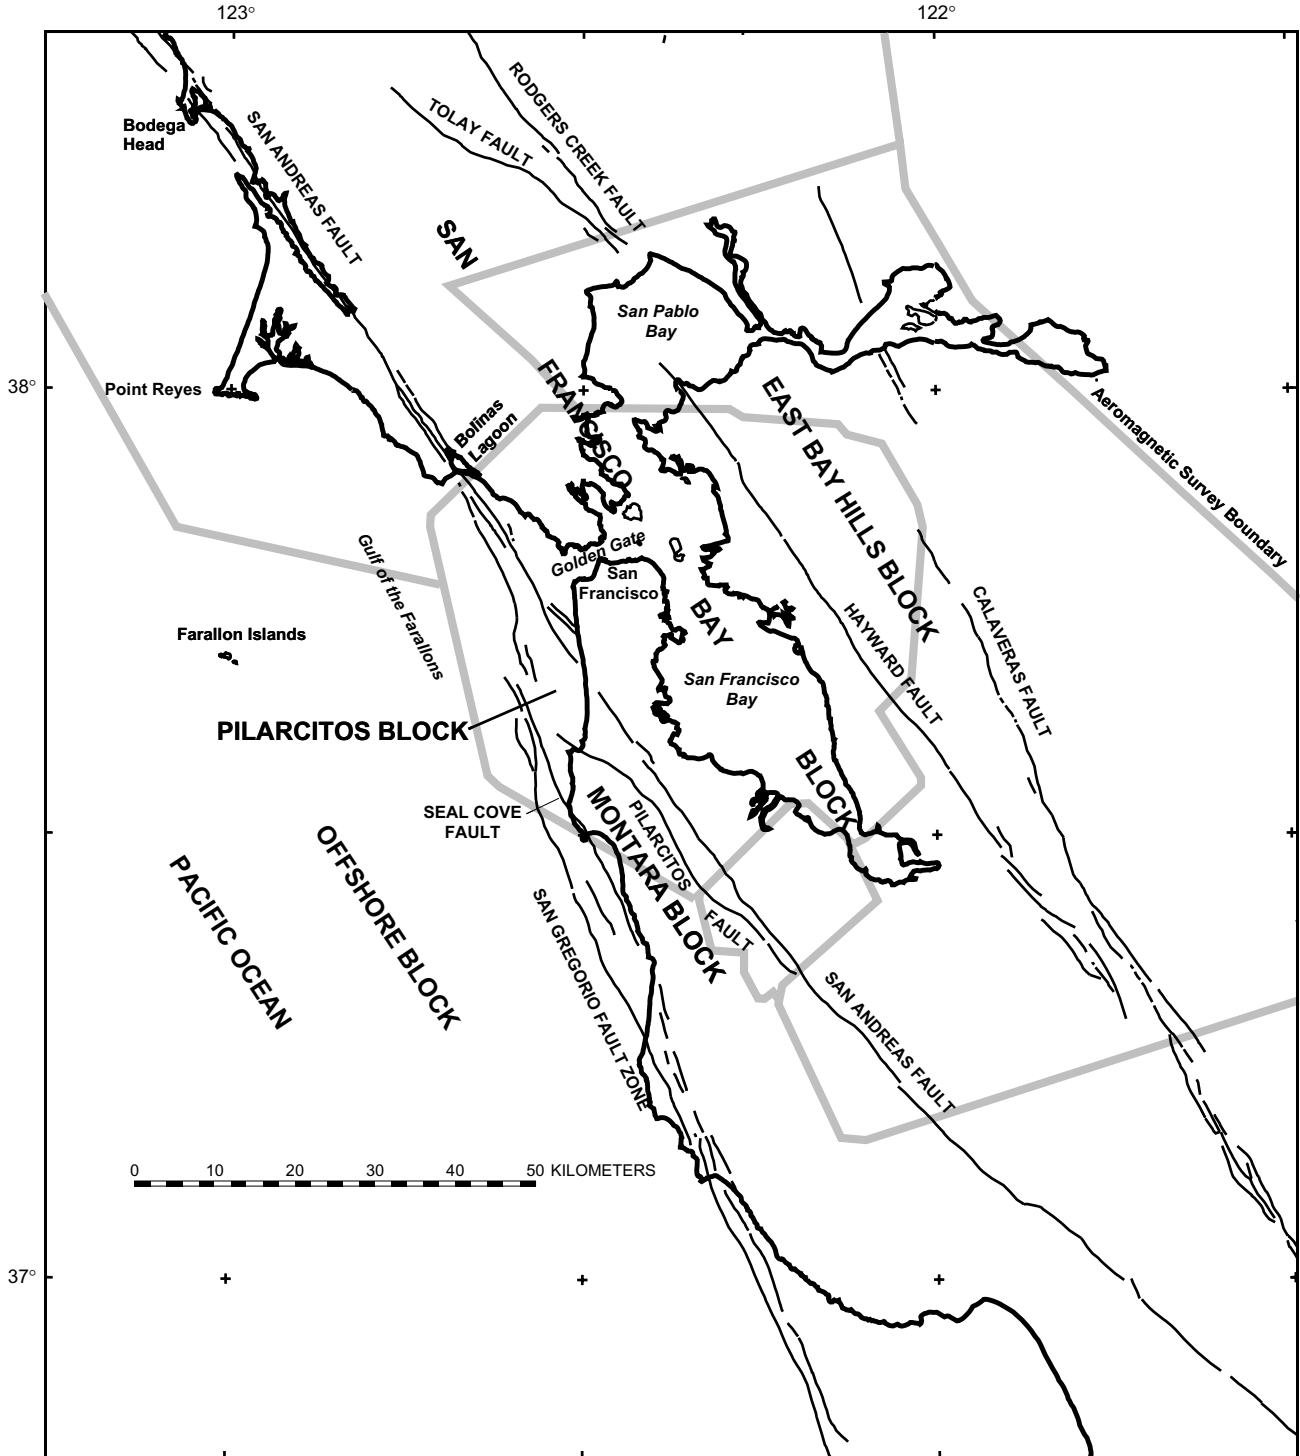 123°
122°
RODGERS CREEK FAULT
TOLAY FAULT
Bodega
Head
SAN ANDREAS FAULT
SAN
San Pablo
Bay
38°
Point Reyes
FRANCISCO
EAST BAY HILLS BLOCK
Aeromagnetic Survey Boundary
Bolinas
Lagoon
Golden Gate
Gulf of the Farallons
San
Francisco
BAY
Farallon Islands
HAYWARD FAULT
CALAVERAS FAULT
San Francisco
Bay
PILARCITOS BLOCK
BLOCK
SEAL COVE
FAULT
MONTARA BLOCK
PILARCITOS
FAULT
OFFSHORE BLOCK
PACIFIC OCEAN
SAN GREGORIO FAULT ZONE
SAN ANDREAS FAULT
0 10 20 30 40 50 KILOMETERS
37°